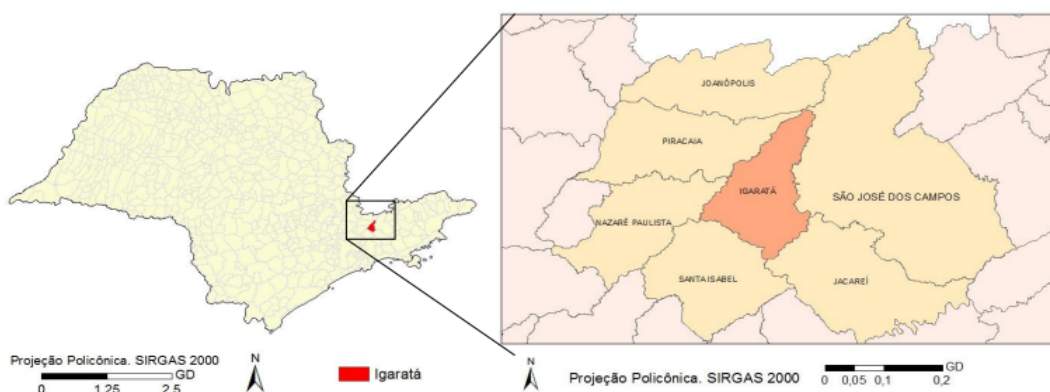 JOANÓPOLIS
PIRACAIA
IGARATÁ
SÃO JOSÉ DOS CAMPOS
NAZARÉ PAULISTA
SANTA ISABEL
JACAREÍ
Projeção Policônica. SIRGAS 2000
GD
0 1,25 2,5
N
Igaratá
N
Projeção Policônica. SIRGAS 2000
GD
0 0,05 0,1 0,2